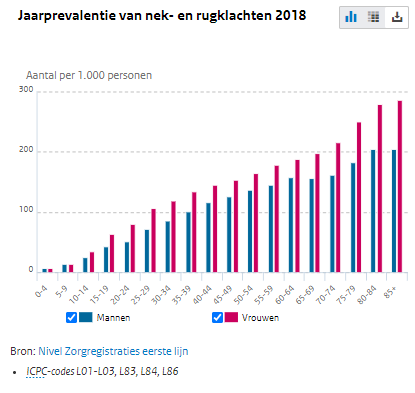 Jaarprevalentie van nek- en rugklachten 2018
Aantal per 1.000 personen
300
200
100
0
0-4 5-9 10-14 15-19 20-24 25-29 30-34 35-39 40-44 45-49 50-54 55-59 60-64 65-69 70-74 75-79 80-84 85+
Mannen Vrouwen
Bron: Nivel Zorgregistraties eerste lijn
• ICPC-codes L01-L03, L83, L84, L86